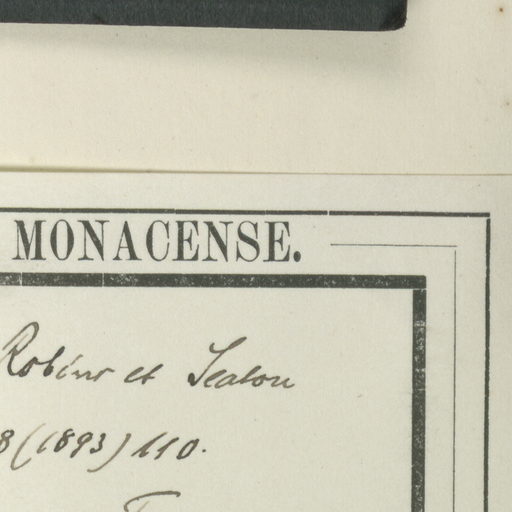 MONACENSE.
Robins et Seaton
8 (1893) 110.